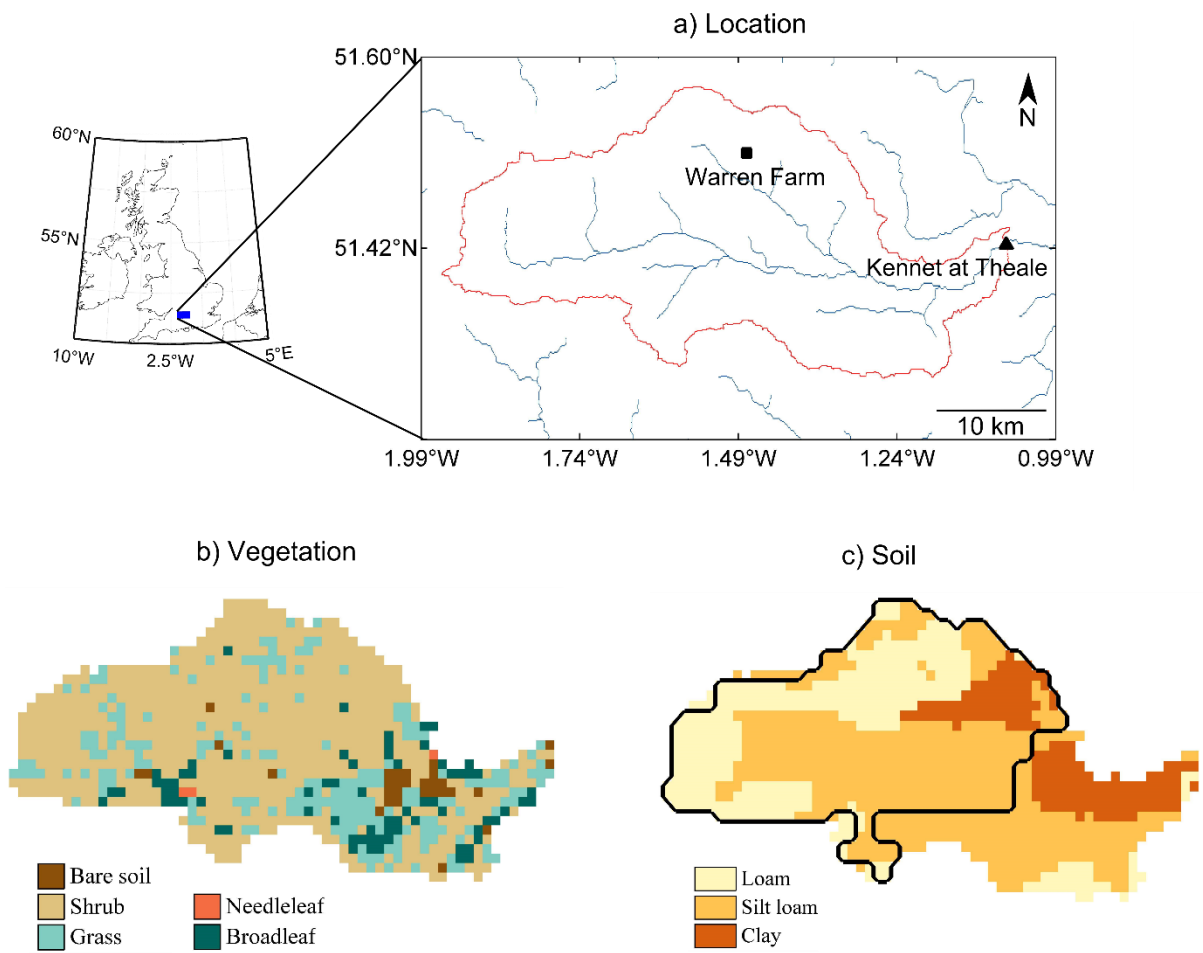 a) Location
51.60°N
51.42°N
N
Warren Farm
Kennet at Theale
10 km
1.99°W
1.74°W
1.49°W
1.24°W
0.99°W
60°N
55°N
10°W
2.5°W
5°E
b) Vegetation
Bare soil
Shrub
Grass
Needleleaf
Broadleaf
c) Soil
Loam
Silt loam
Clay